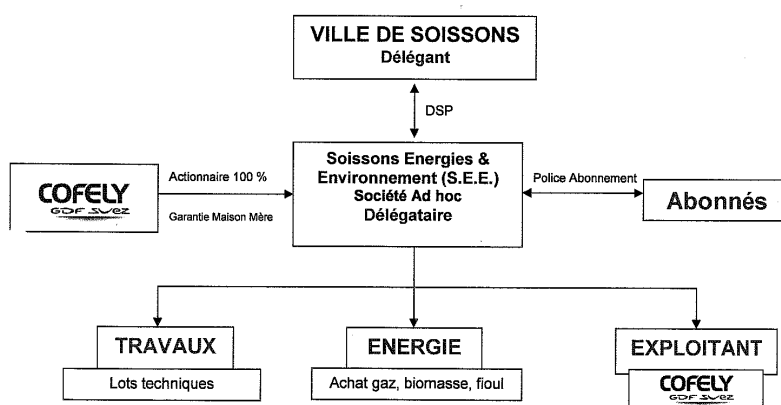 VILLE DE SOISSONS
Délégant
DSP
Soissons Energies &
Environnement (S.E.E.)
Société Ad hoc
Délégataire
COFELY
GDF SUEZ
Actionnaire 100 %
Garantie Maison Mère
Police Abonnement
Abonnés
TRAVAUX
Lots techniques
ENERGIE
Achat gaz, biomasse, fioul
EXPLOITANT
COFELY
GDF SUEZ